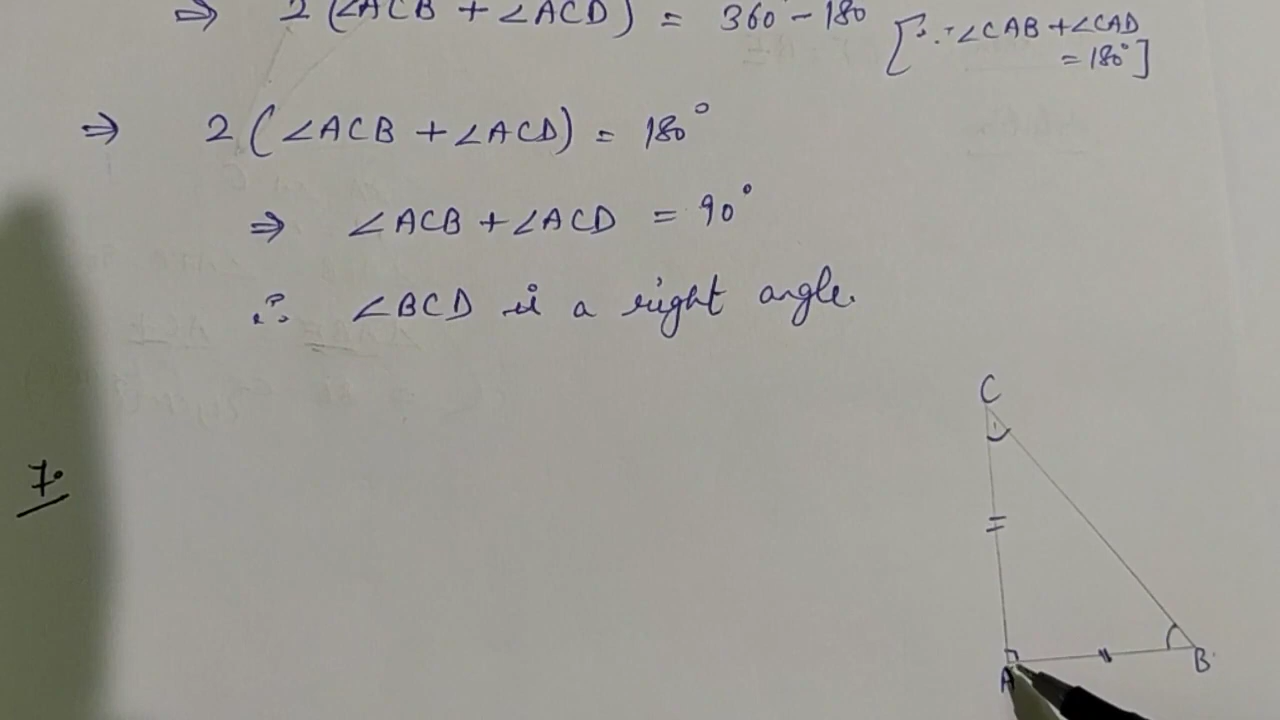 ⇒ 2 (∠ACB + ∠ACD) = 360 - 180 [∵ ∠CAB + ∠CAD
= 180°]
⇒ 2 (∠ACB + ∠ACD) = 180°
⇒ ∠ACB + ∠ACD = 90°
∴ ∠BCD is a right angle.
C
7.
A
B